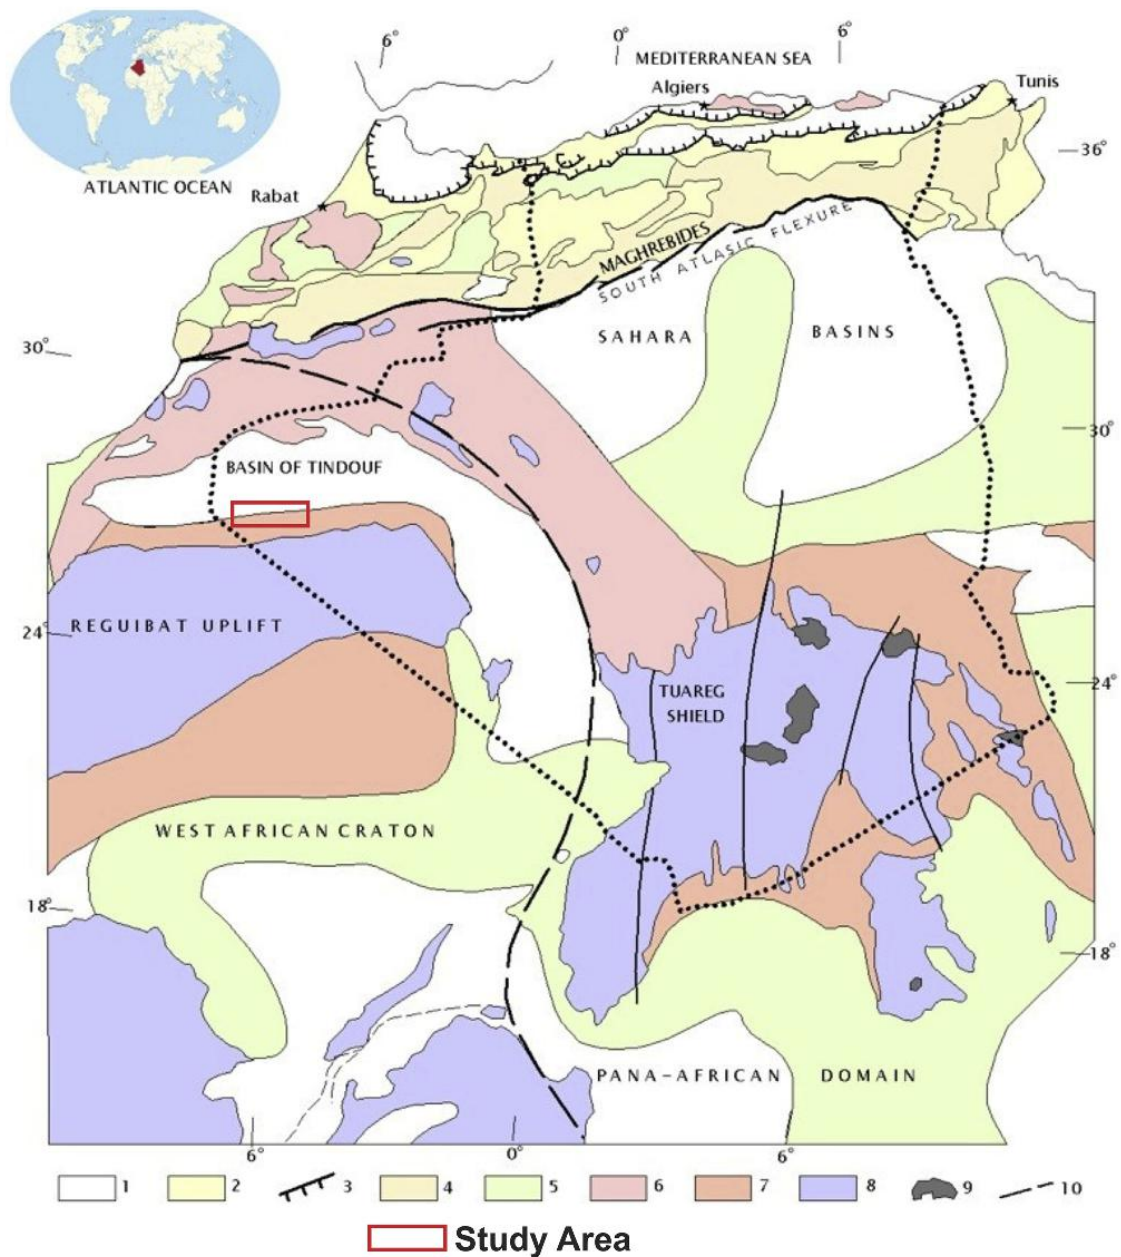 6°
0°
6°
MEDITERRANEAN SEA
Algiers
Tunis
36°
ATLANTIC OCEAN
Rabat
MAGHREBIDES
SOUTH ATLASIC FLEXURE
30°
SAHARA BASINS
30°
BASIN OF TINDOUF
24°
REGUIBAT UPLIFT
TUAREG
SHIELD
24°
WEST AFRICAN CRATON
18°
18°
PANA-AFRICAN DOMAIN
6°
0°
6°
1 2 3 4 5 6 7 8 9 10
Study Area